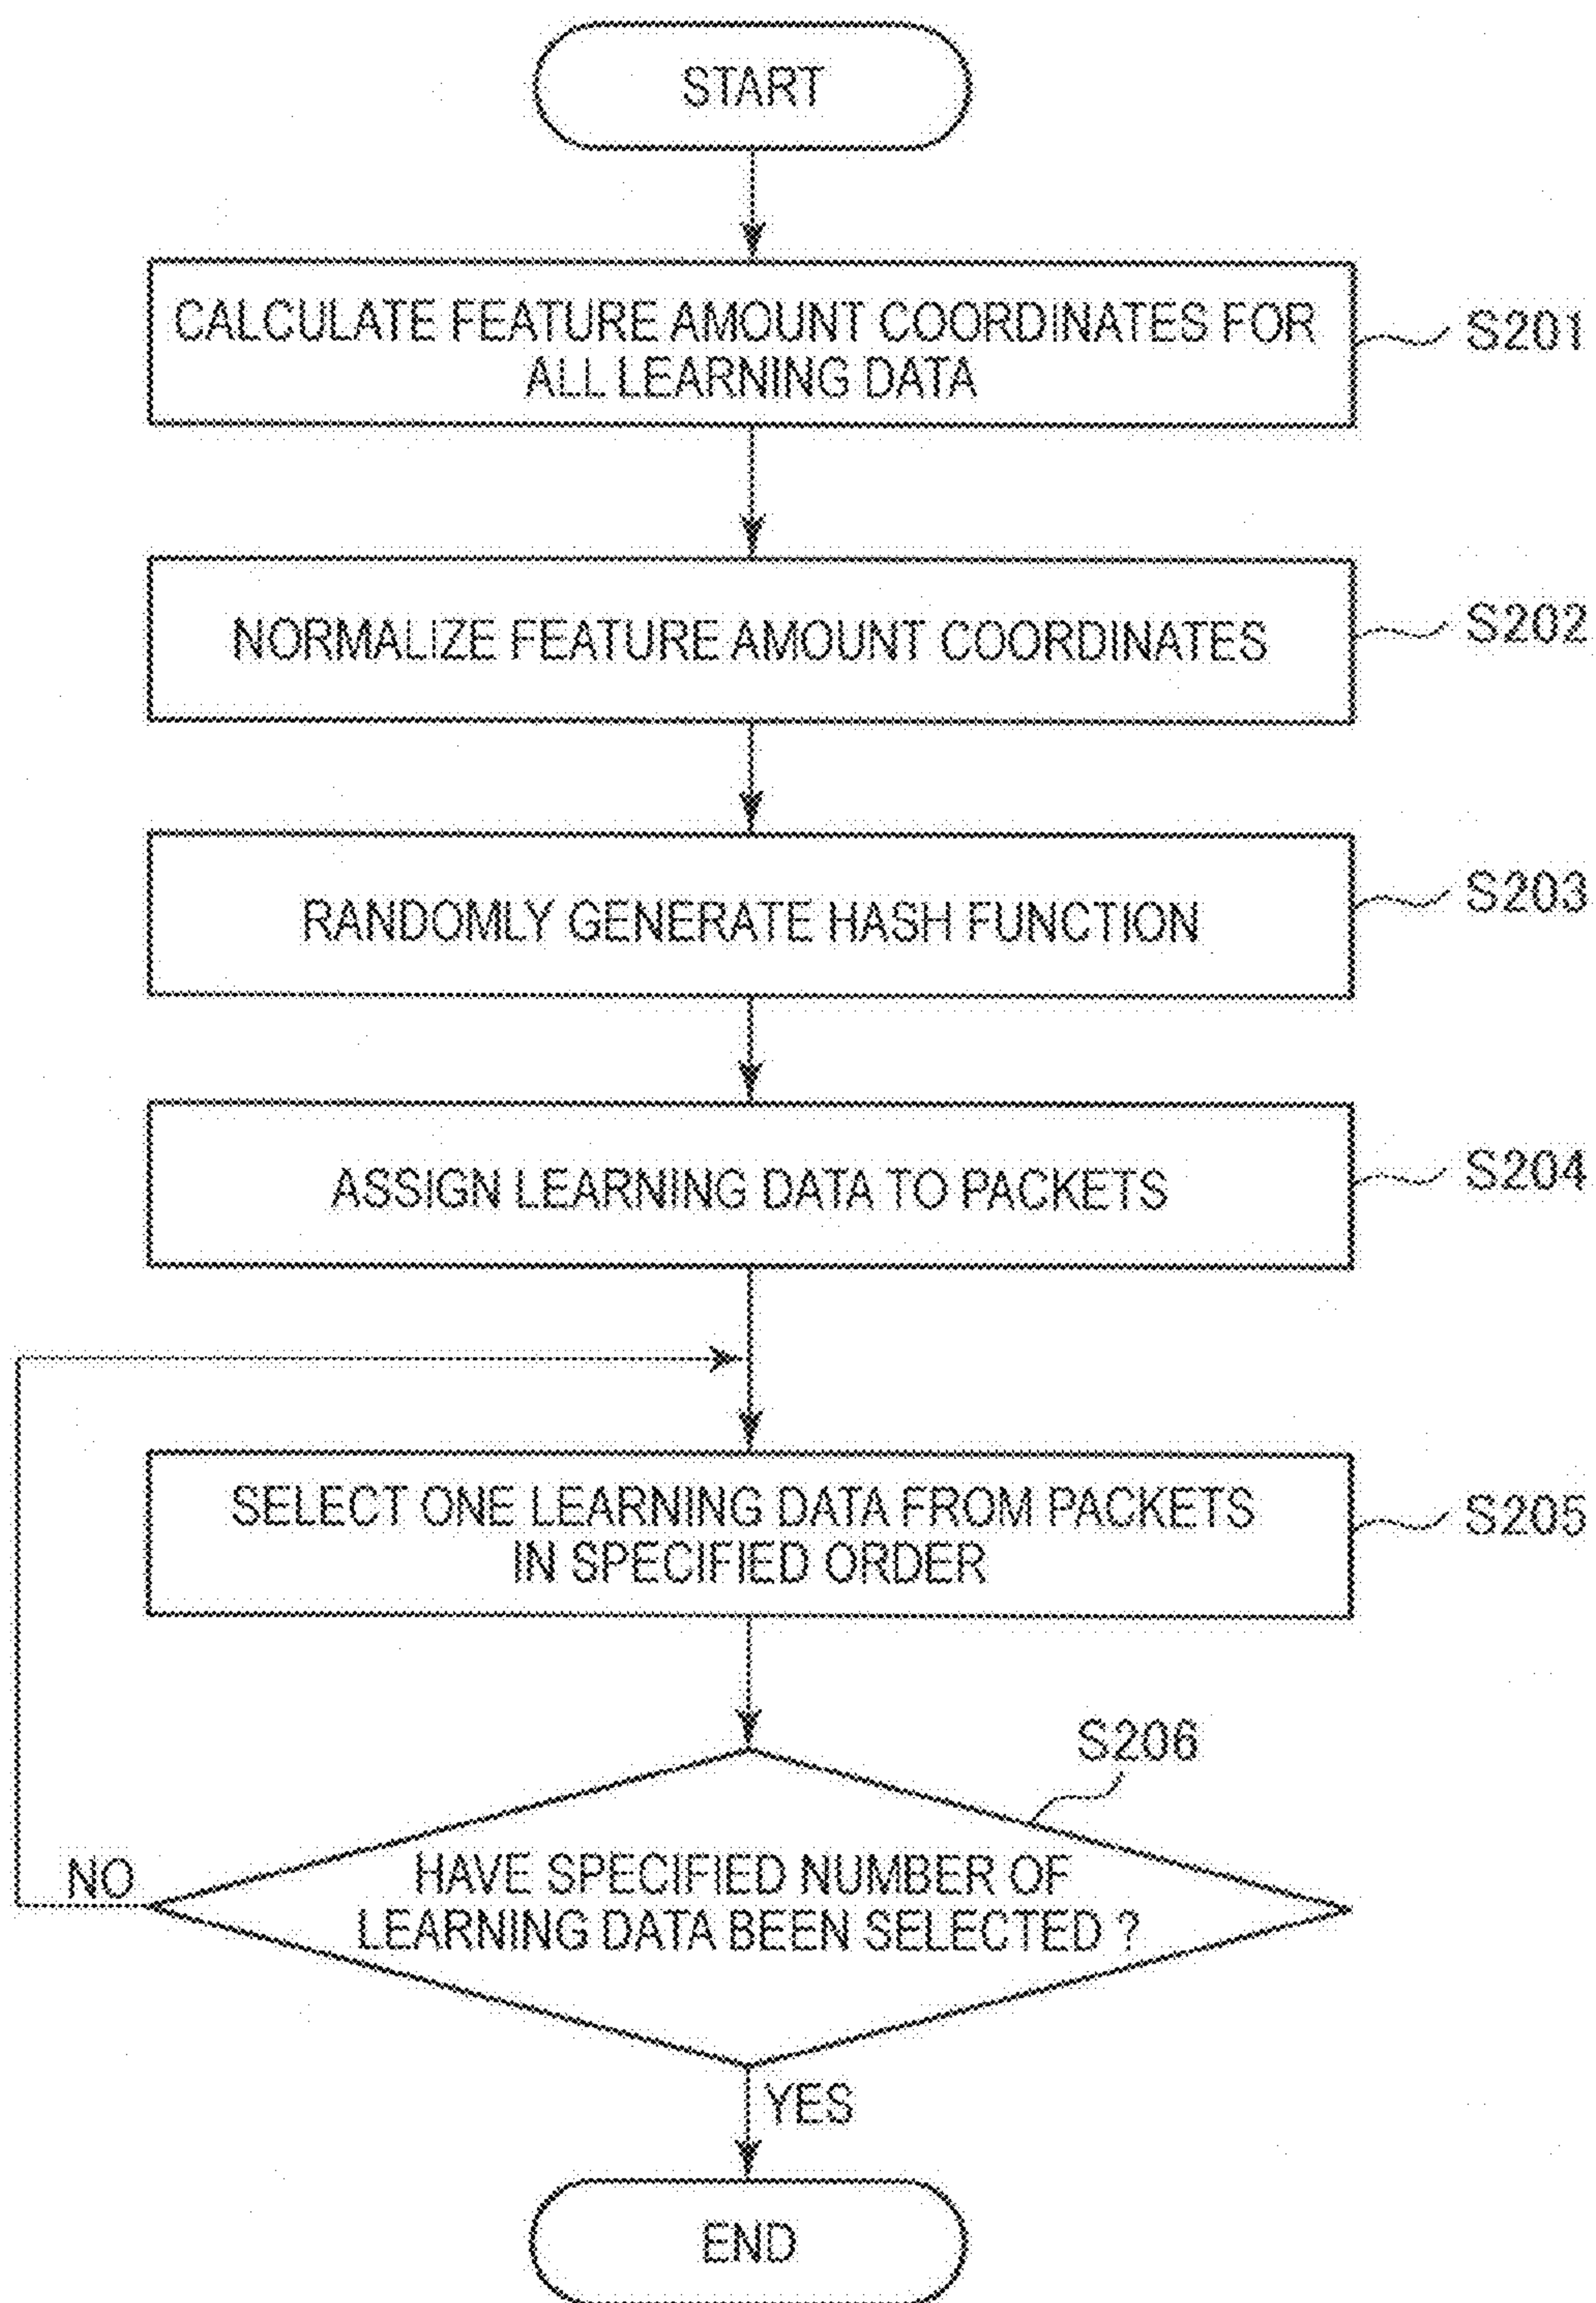 START
CALCULATE FEATURE AMOUNT COORDINATES FOR
ALL LEARNING DATA
S201
NORMALIZE FEATURE AMOUNT COORDINATES
S202
RANDOMLY GENERATE HASH FUNCTION
S203
ASSIGN LEARNING DATA TO PACKETS
S204
SELECT ONE LEARNING DATA FROM PACKETS
IN SPECIFIED ORDER
S205
S206
HAVE SPECIFIED NUMBER OF
LEARNING DATA BEEN SELECTED ?
NO
YES
END